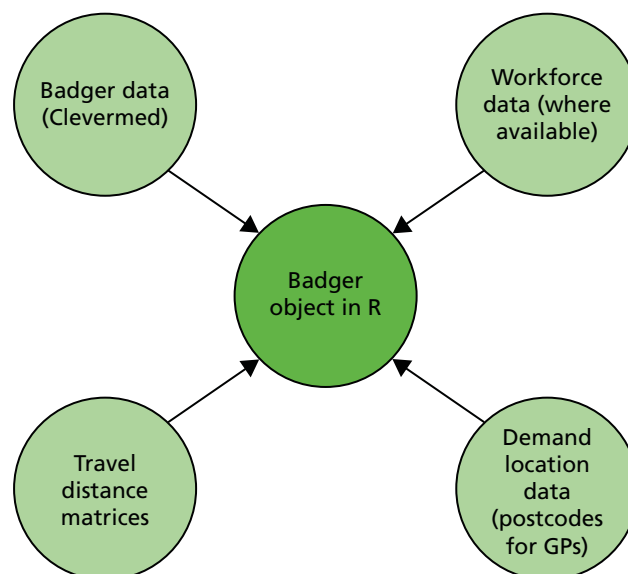 Badger data
(Clevermed)
Workforce
data (where
available)
Badger
object in R
Travel
distance
matrices
Demand
location
data
(postcodes
for GPs)